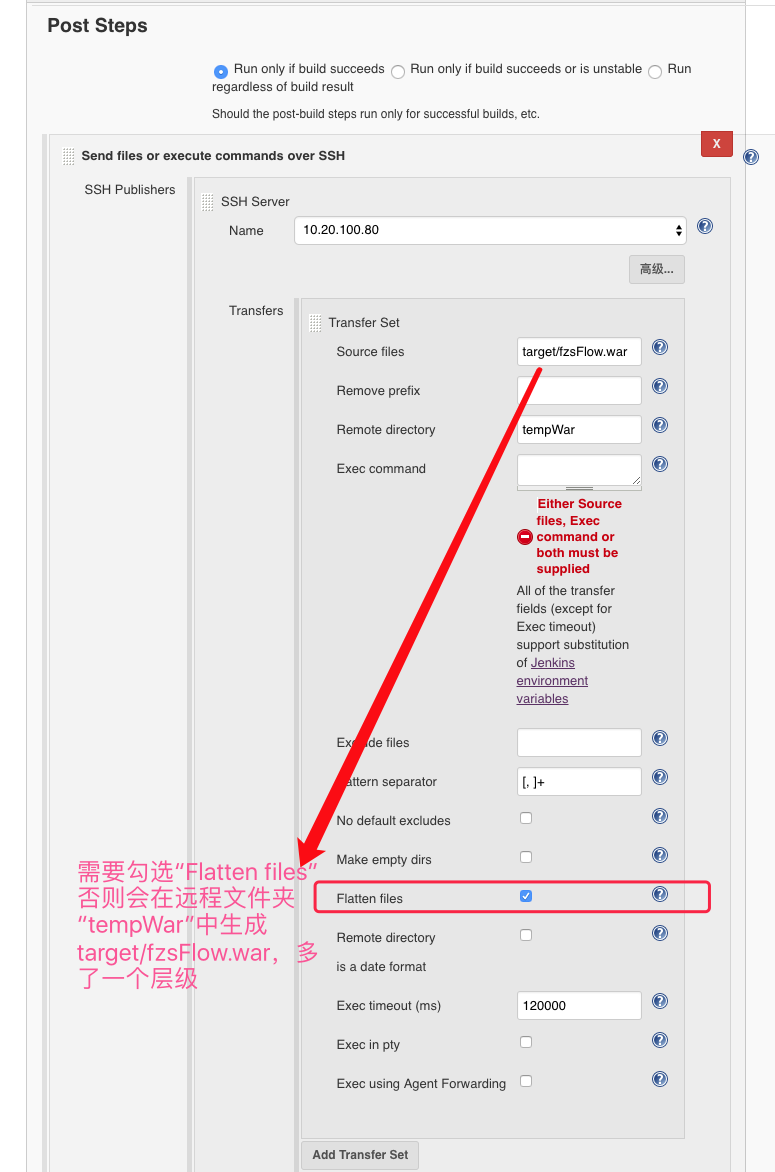 Post Steps
Run only if build succeeds
Run only if build succeeds or is unstable
Run
regardless of build result
Should the post-build steps run only for successful builds, etc.
X
Send files or execute commands over SSH
SSH Publishers
SSH Server
Name
10.20.100.80
高级...
Transfers
Transfer Set
Source files
target/fzsFlow.war
Remove prefix
Remote directory
tempWar
Exec command
Either Source
files, Exec
command or
both must be
supplied
All of the transfer
fields (except for
Exec timeout)
support substitution
of Jenkins
environment
variables
Exclude files
Pattern separator
[, ]+
No default excludes
Make empty dirs
需要勾选”Flatten files“
否则会在远程文件夹
“tempWar”中生成
target/fzsFlow.war，多
了一个层级
Flatten files
Remote directory
is a date format
Exec timeout (ms)
120000
Exec in pty
Exec using Agent Forwarding
Add Transfer Set